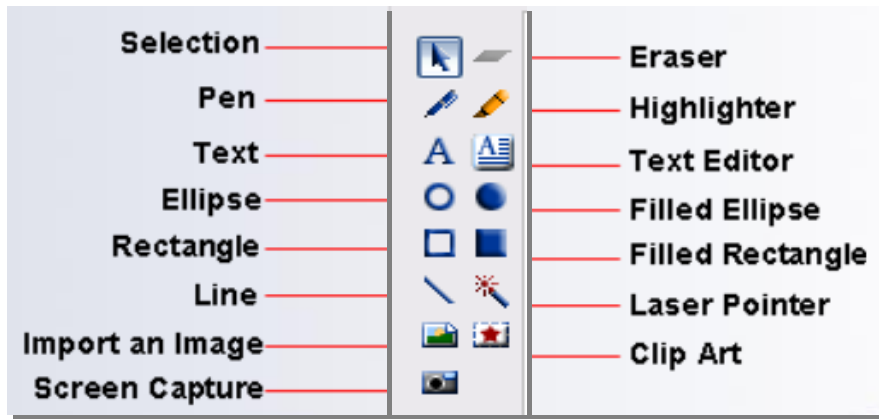 Selection
Pen
Text
Ellipse
Rectangle
Line
Import an Image
Screen Capture
Eraser
Highlighter
Text Editor
Filled Ellipse
Filled Rectangle
Laser Pointer
Clip Art